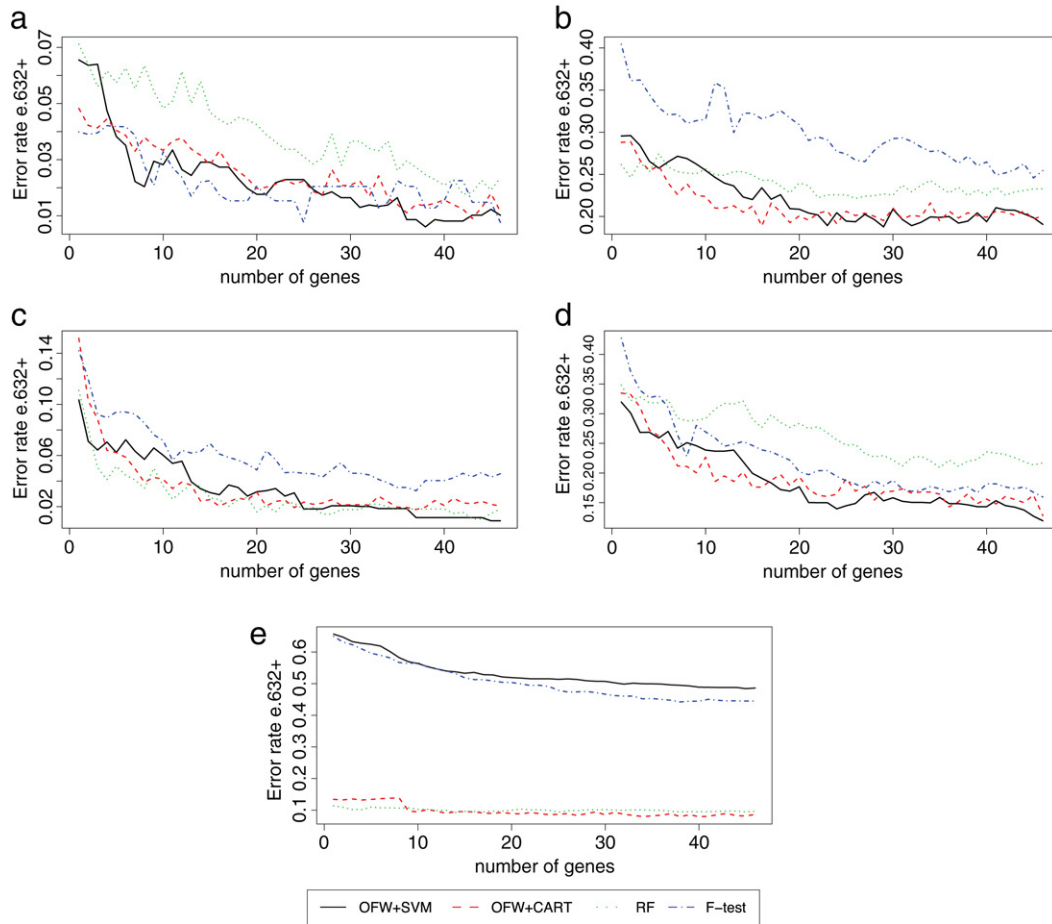 a
Error rate e.632+
0.07
0.05
0.03
0.01
0 10 20 30 40
number of genes
b
Error rate e.632+
0.40
0.30
0.25
0.20
0 10 20 30 40
number of genes
c
Error rate e.632+
0.14
0.10
0.06
0.02
0 10 20 30 40
number of genes
d
Error rate e.632+
0.40
0.35
0.30
0.25
0.20
0.15
0 10 20 30 40
number of genes
e
Error rate e.632+
0.6
0.5
0.4
0.3
0.2
0.1
0 10 20 30 40
number of genes
OFW+SVM OFW+CART RF F-test